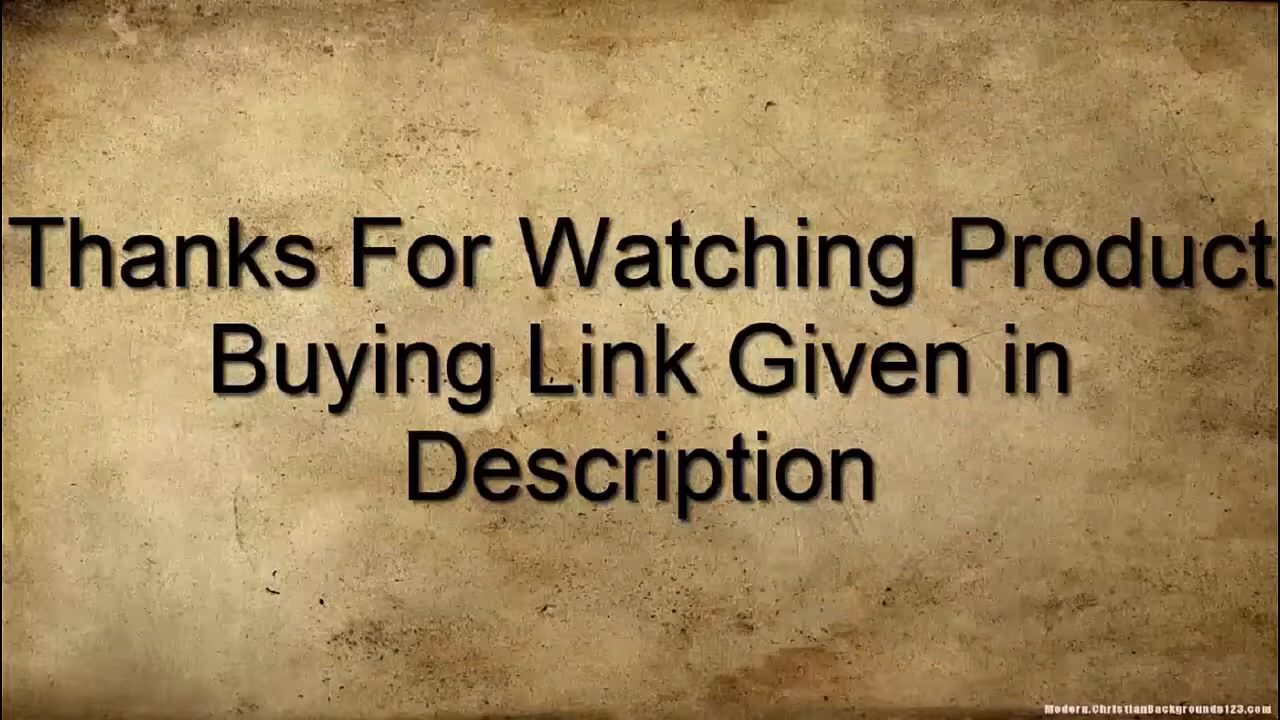 Thanks For Watching Product
Buying Link Given in
Description
Modern.ChristianBackgrounds123.com